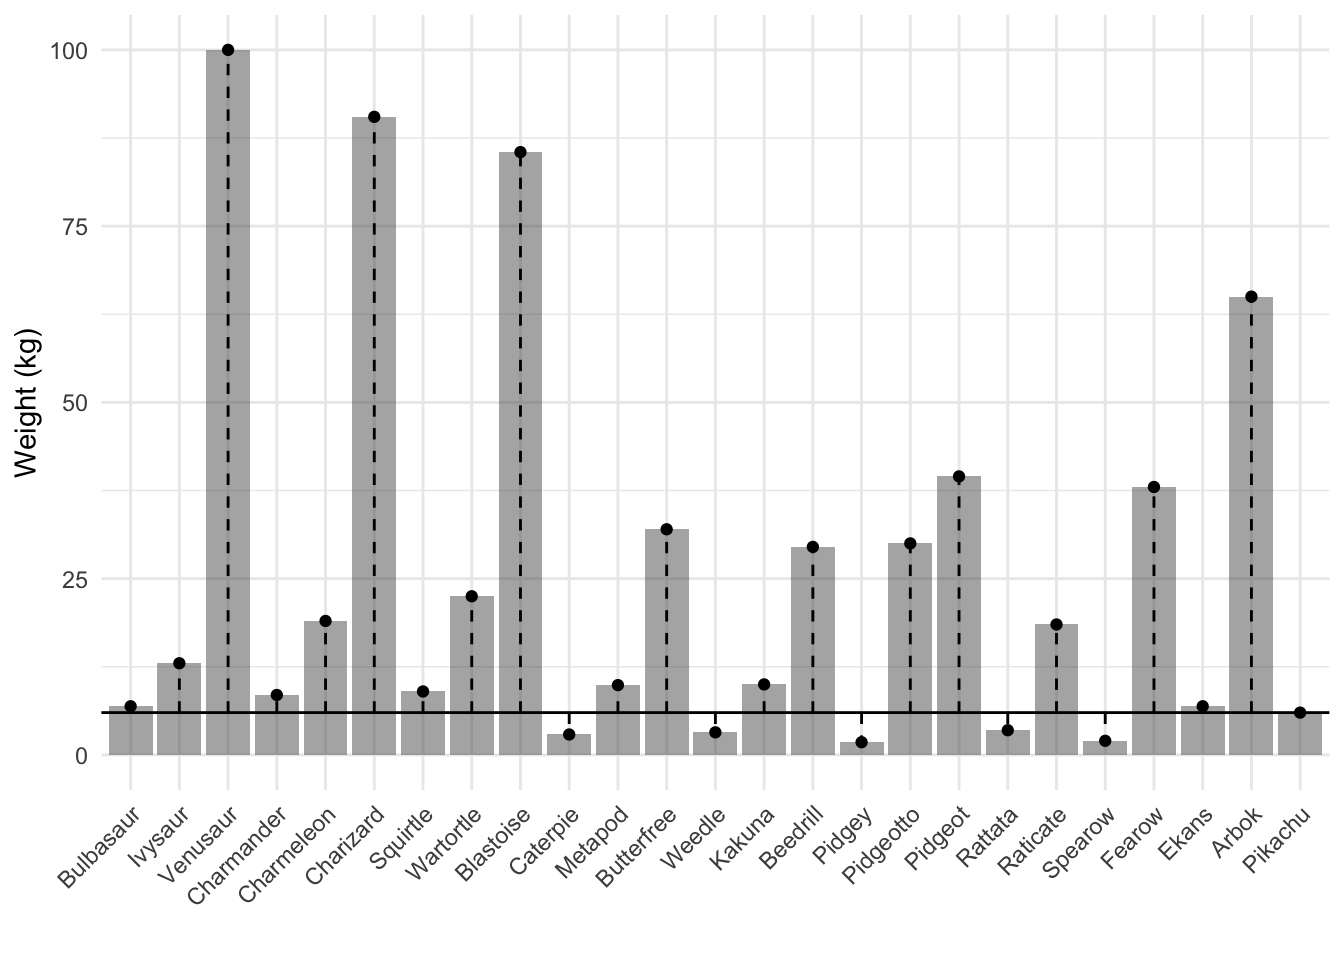 Weight (kg)
100
75
50
25
0
Bulbasaur
Ivysaur
Venusaur
Charmander
Charmeleon
Charizard
Squirtle
Wartortle
Blastoise
Caterpie
Metapod
Butterfree
Weedle
Kakuna
Beedrill
Pidgey
Pidgeotto
Pidgeot
Rattata
Raticate
Spearow
Fearow
Ekans
Arbok
Pikachu